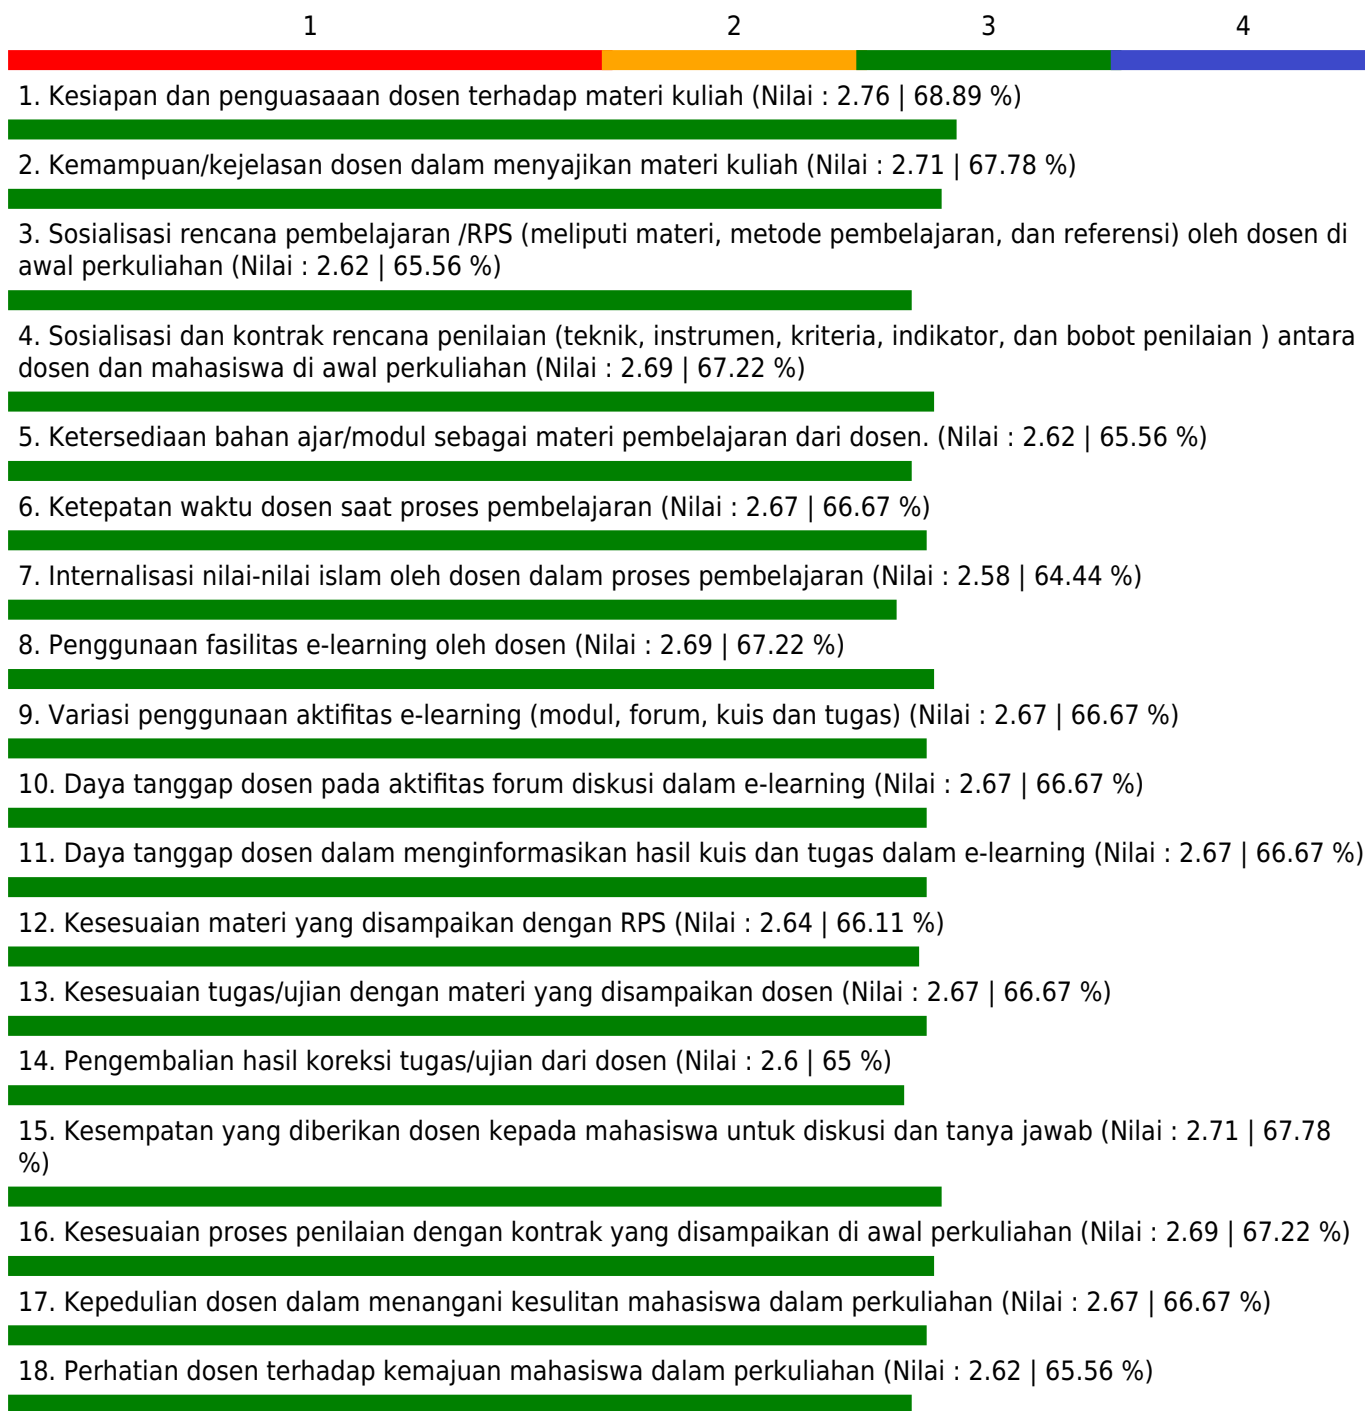 1 2 3 4
1. Kesiapan dan penguasaaan dosen terhadap materi kuliah (Nilai : 2.76 | 68.89 %)
2. Kemampuan/kejelasan dosen dalam menyajikan materi kuliah (Nilai : 2.71 | 67.78 %)
3. Sosialisasi rencana pembelajaran /RPS (meliputi materi, metode pembelajaran, dan referensi) oleh dosen di
awal perkuliahan (Nilai : 2.62 | 65.56 %)
4. Sosialisasi dan kontrak rencana penilaian (teknik, instrumen, kriteria, indikator, dan bobot penilaian ) antara
dosen dan mahasiswa di awal perkuliahan (Nilai : 2.69 | 67.22 %)
5. Ketersediaan bahan ajar/modul sebagai materi pembelajaran dari dosen. (Nilai : 2.62 | 65.56 %)
6. Ketepatan waktu dosen saat proses pembelajaran (Nilai : 2.67 | 66.67 %)
7. Internalisasi nilai-nilai islam oleh dosen dalam proses pembelajaran (Nilai : 2.58 | 64.44 %)
8. Penggunaan fasilitas e-learning oleh dosen (Nilai : 2.69 | 67.22 %)
9. Variasi penggunaan aktifitas e-learning (modul, forum, kuis dan tugas) (Nilai : 2.67 | 66.67 %)
10. Daya tanggap dosen pada aktifitas forum diskusi dalam e-learning (Nilai : 2.67 | 66.67 %)
11. Daya tanggap dosen dalam menginformasikan hasil kuis dan tugas dalam e-learning (Nilai : 2.67 | 66.67 %)
12. Kesesuaian materi yang disampaikan dengan RPS (Nilai : 2.64 | 66.11 %)
13. Kesesuaian tugas/ujian dengan materi yang disampaikan dosen (Nilai : 2.67 | 66.67 %)
14. Pengembalian hasil koreksi tugas/ujian dari dosen (Nilai : 2.6 | 65 %)
15. Kesempatan yang diberikan dosen kepada mahasiswa untuk diskusi dan tanya jawab (Nilai : 2.71 | 67.78
%)
16. Kesesuaian proses penilaian dengan kontrak yang disampaikan di awal perkuliahan (Nilai : 2.69 | 67.22 %)
17. Kepedulian dosen dalam menangani kesulitan mahasiswa dalam perkuliahan (Nilai : 2.67 | 66.67 %)
18. Perhatian dosen terhadap kemajuan mahasiswa dalam perkuliahan (Nilai : 2.62 | 65.56 %)